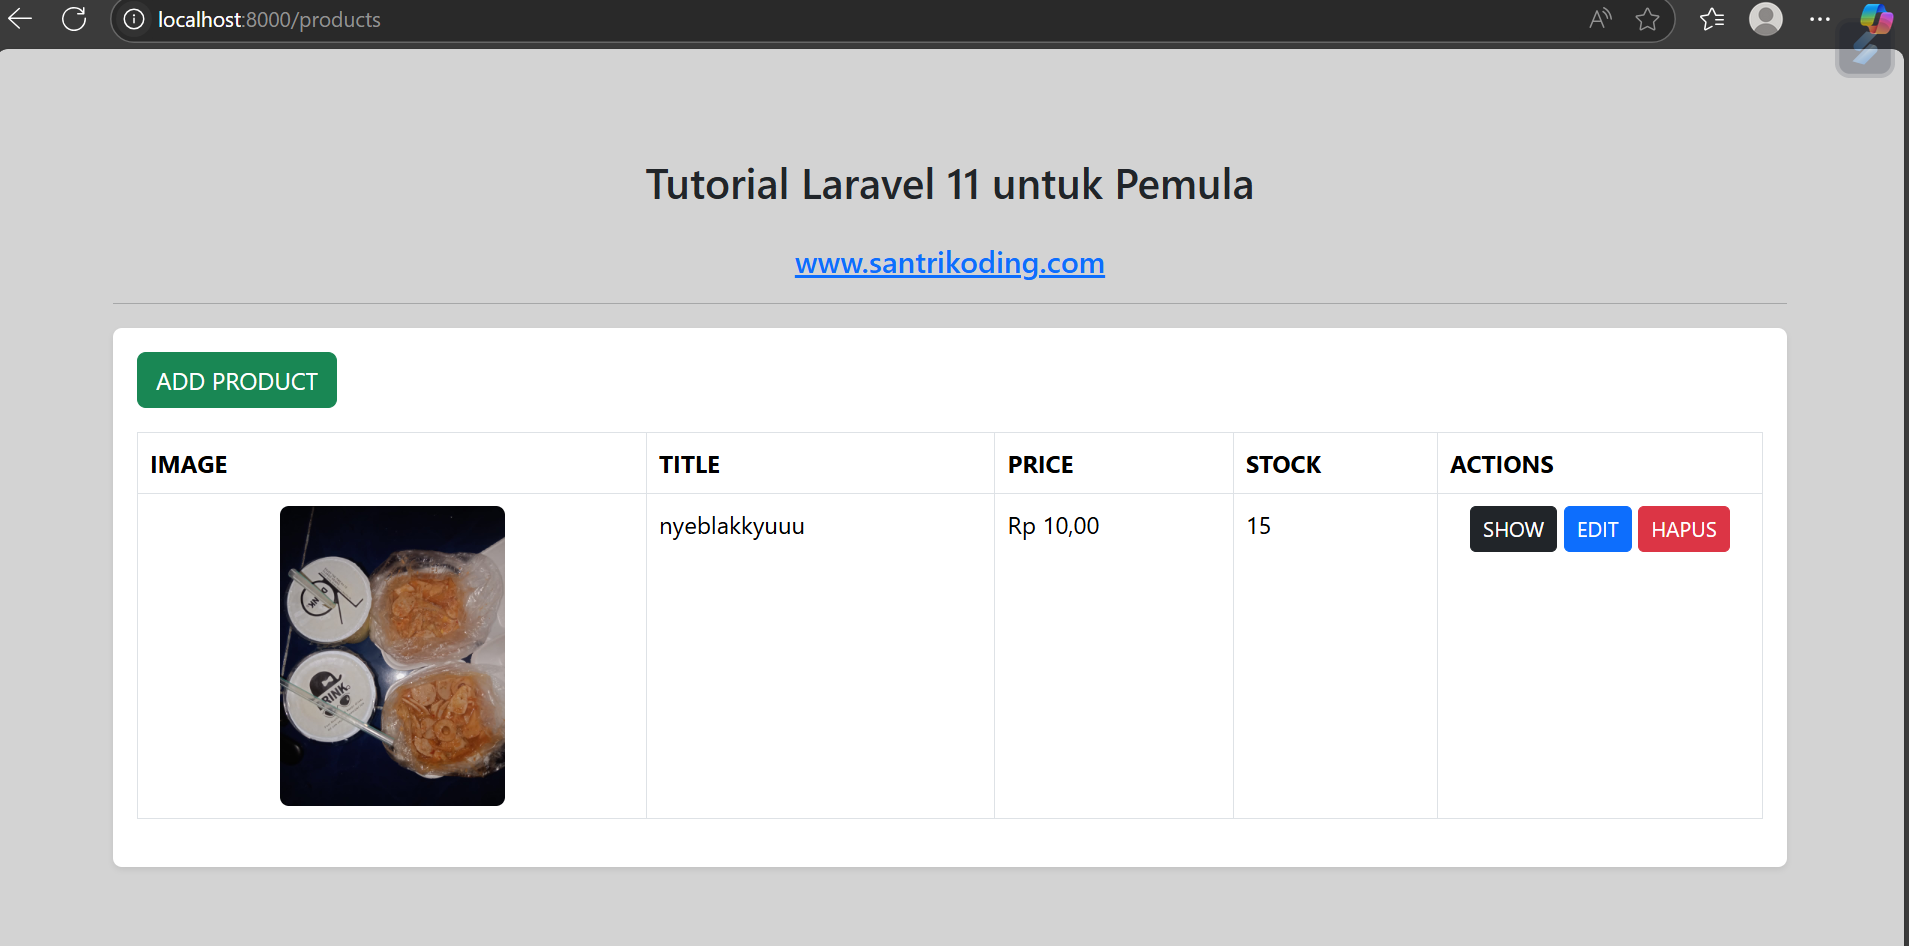 localhost:8000/products
Tutorial Laravel 11 untuk Pemula
www.santrikoding.com
ADD PRODUCT
IMAGE TITLE PRICE STOCK ACTIONS
nyeblakkyuuu Rp 10,00 15 SHOW EDIT HAPUS